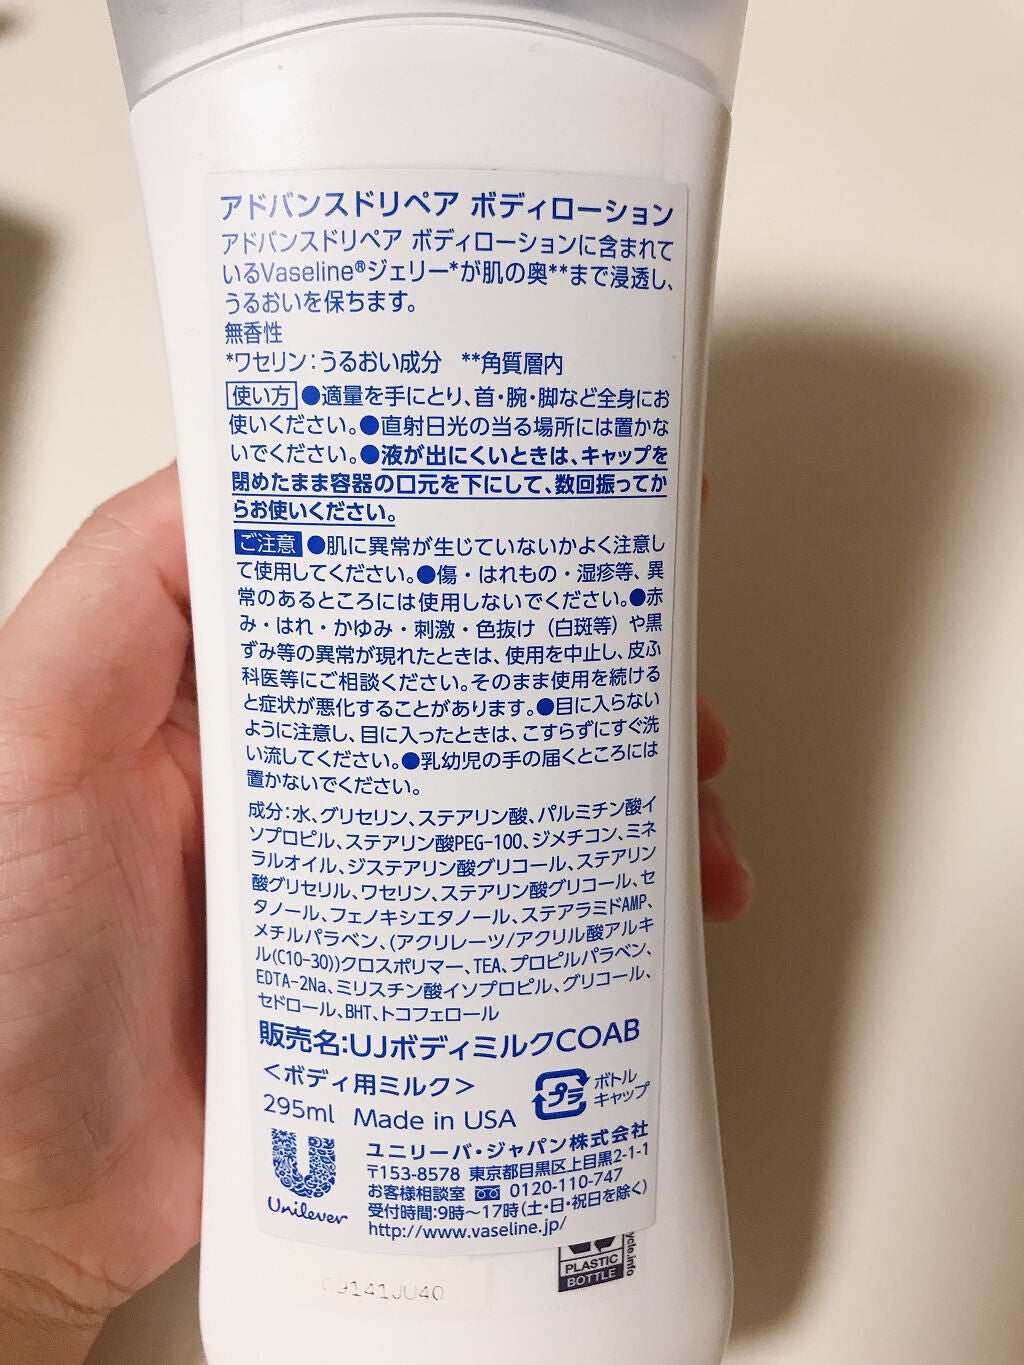 アドバンスドリペア ボディローション
アドバンスドリペア ボディローションに含まれて
いるVaseline®ジェリー*が肌の奥**まで浸透し、
うるおいを保ちます。
無香性
*ワセリン：うるおい成分 **角質層内
使い方 ●適量を手にとり、首・腕・脚など全身にお
使いください。●直射日光の当る場所には置かな
いでください。●液が出にくいときは、キャップを
閉めたまま容器の口元を下にして、数回振ってか
らお使いください。
ご注意 ●肌に異常が生じていないかよく注意し
て使用してください。●傷・はれもの・湿疹等、異
常のあるところには使用しないでください。●赤
み・はれ・かゆみ・刺激・色抜け（白斑等）や黒
ずみ等の異常が現れたときは、使用を中止し、皮ふ
科医等にご相談ください。そのまま使用を続ける
と症状が悪化することがあります。●目に入らない
ように注意し、目に入ったときは、こすらずにすぐ洗
い流してください。●乳幼児の手の届くところには
置かないでください。
成分：水、グリセリン、ステアリン酸、パルミチン酸イ
ソプロピル、ステアリン酸PEG-100、ジメチコン、ミネ
ラルオイル、ジステアリン酸グリコール、ステアリン
酸グリセリル、ワセリン、ステアリン酸グリコール、セ
タノール、フェノキシエタノール、ステアラミドAMP、
メチルパラベン、(アクリレーツ/アクリル酸アルキ
ル(C10-30))クロスポリマー、TEA、プロピルパラベン、
EDTA-2Na、ミリスチン酸イソプロピル、グリコール、
セドロール、BHT、トコフェロール
販売名：UJボディミルクCOAB
＜ボディ用ミルク＞
295ml Made in USA
プラ
ボトル
キャップ
Unilever
ユニリーバ・ジャパン株式会社
〒153-8578 東京都目黒区上目黒2-1-1
お客様相談室 0120-110-747
受付時間：9時～17時（土・日・祝日を除く）
http://www.vaseline.jp/
PLASTIC
BOTTLE
ycle.info
09141JU40